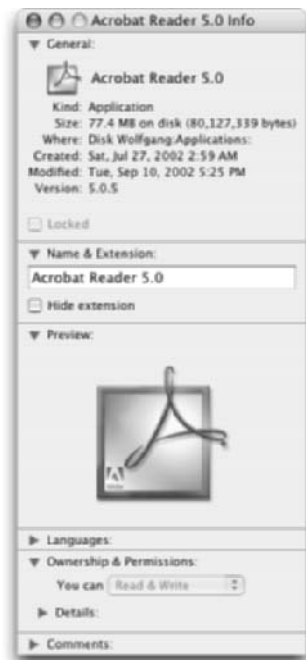 Acrobat Reader 5.0 Info
General:
Acrobat Reader 5.0
Kind: Application
Size: 77.4 MB on disk (80,127,339 bytes)
Where: Disk Wolfgang:Applications:
Created: Sat, Jul 27, 2002 2:59 AM
Modified: Tue, Sep 10, 2002 5:25 PM
Version: 5.0.5
Locked
Name & Extension:
Acrobat Reader 5.0
Hide extension
Preview:
Adobe
Languages:
Ownership & Permissions:
You can Read & Write
Details:
Comments: